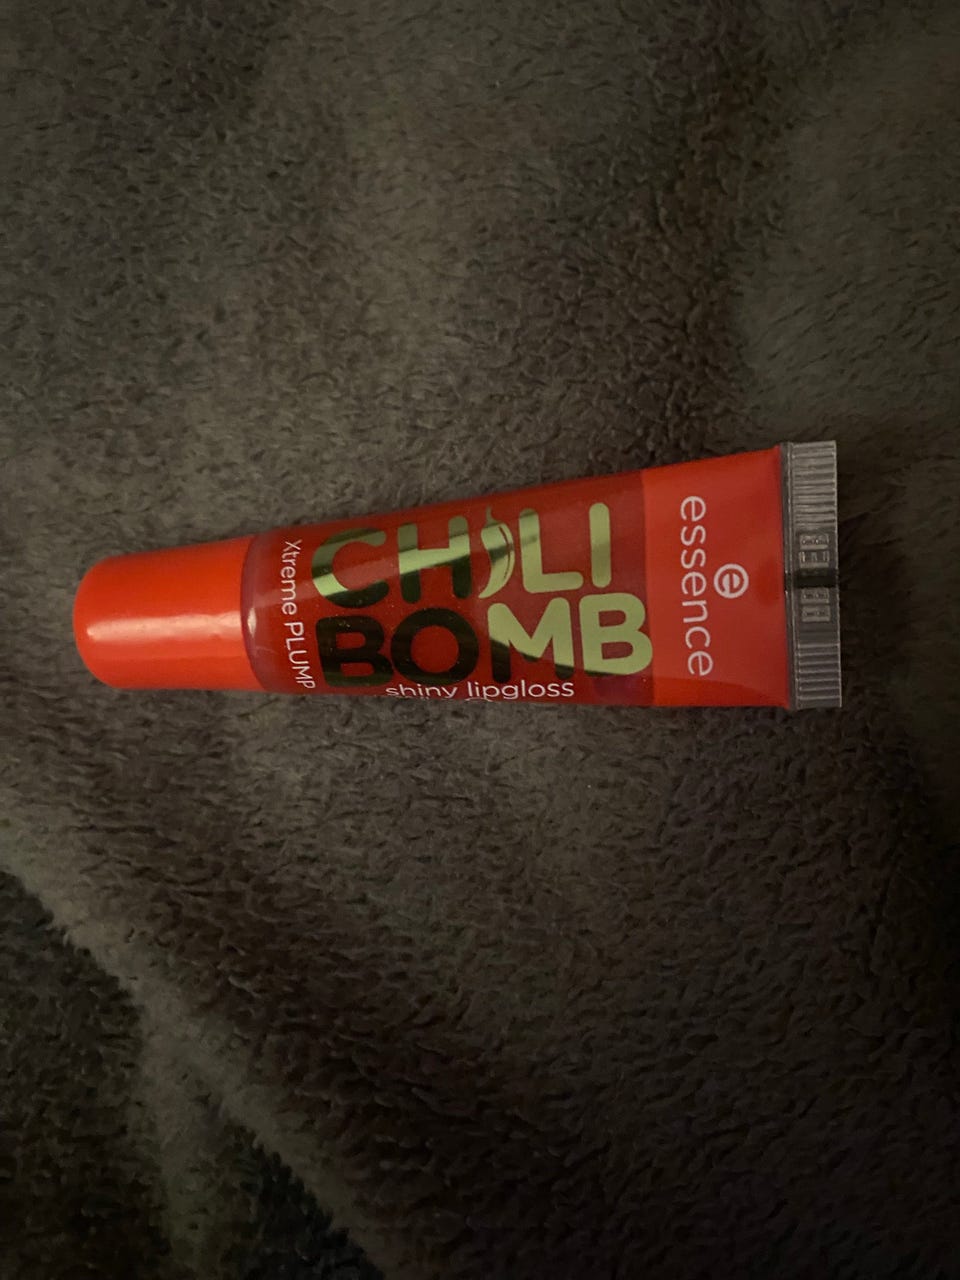 essence
CHILI
BOMB
shiny lipgloss
Xtreme PLUMP